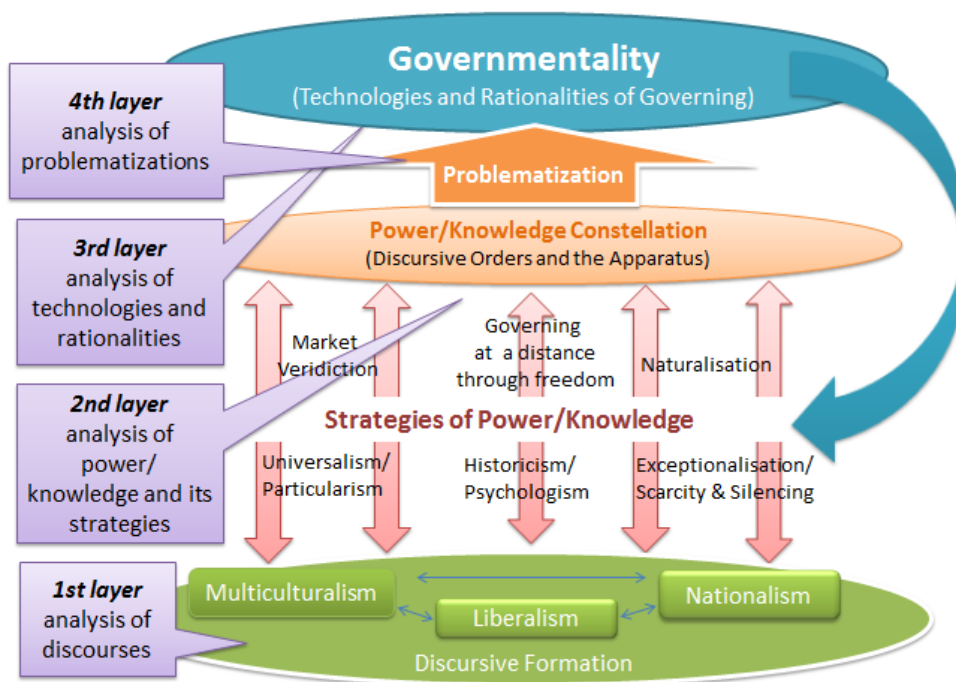 Governmentality
(Technologies and Rationalities of Governing)
4th layer
analysis of
problematizations
Problematization
3rd layer
analysis of
technologies and
rationalities
Power/Knowledge Constellation
(Discursive Orders and the Apparatus)
Market
Veridiction
Governing
at a distance
through freedom
Naturalisation
2nd layer
analysis of
power/
knowledge and its
strategies
Strategies of Power/Knowledge
Universalism/
Particularism
Historicism/
Psychologism
Exceptionalisation/
Scarcity & Silencing
1st layer
analysis of
discourses
Multiculturalism
Liberalism
Nationalism
Discursive Formation